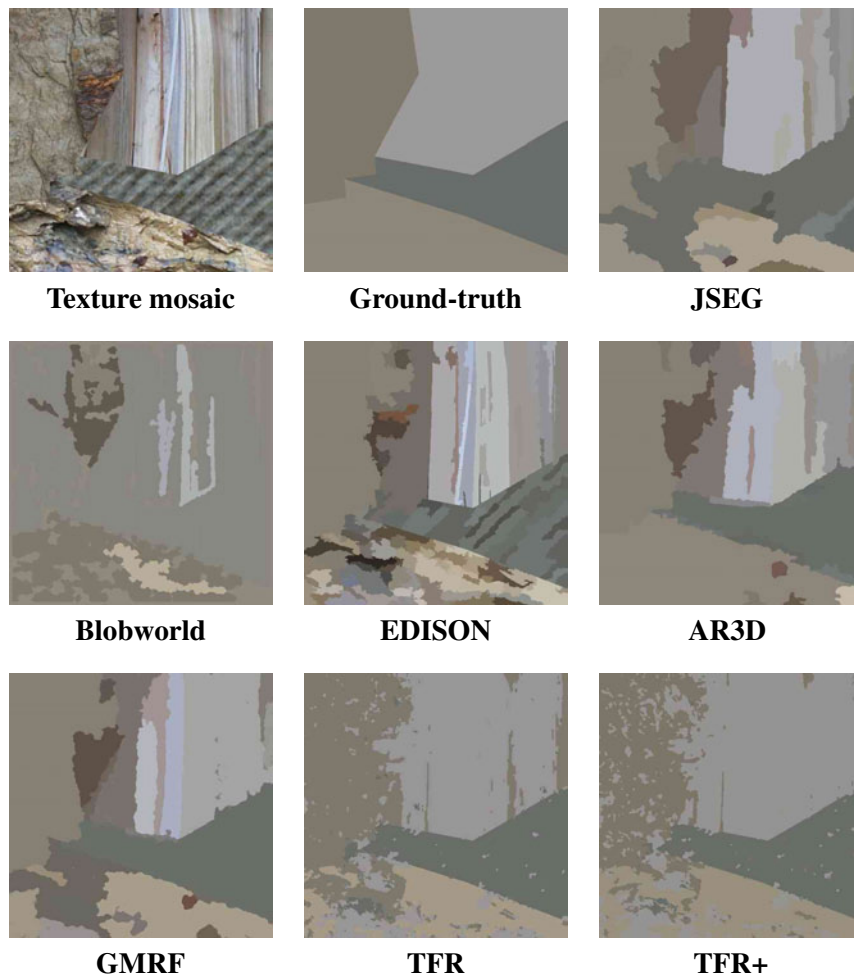 Texture mosaic
Ground-truth
JSEG
Blobworld
EDISON
AR3D
GMRF
TFR
TFR+